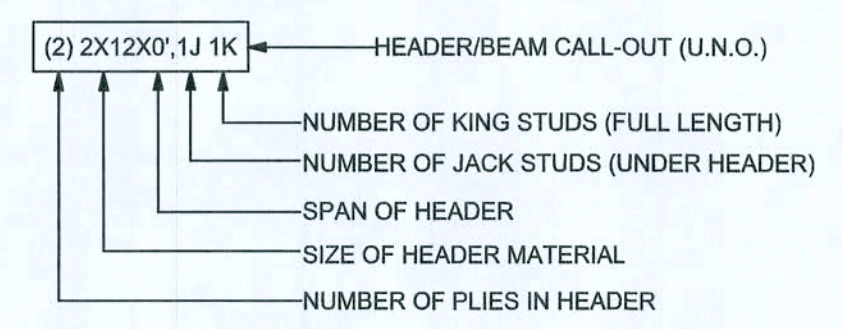 (2) 2X12X0',1J 1K
HEADER/BEAM CALL-OUT (U.N.O.)
NUMBER OF KING STUDS (FULL LENGTH)
NUMBER OF JACK STUDS (UNDER HEADER)
SPAN OF HEADER
SIZE OF HEADER MATERIAL
NUMBER OF PLIES IN HEADER